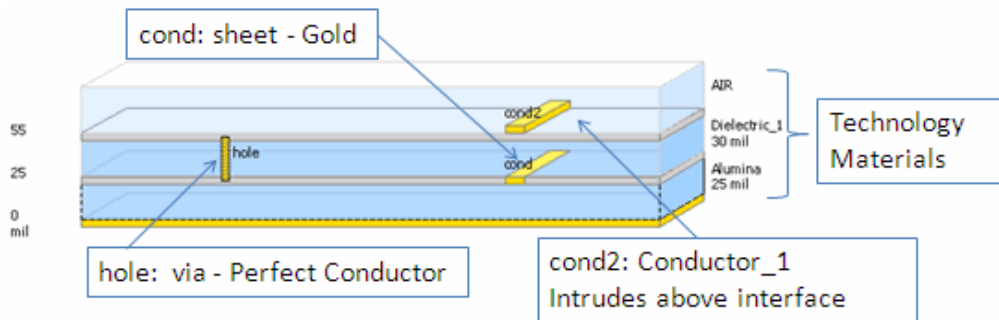 cond: sheet - Gold
AIR
cond2
55
Dielectric_1
30 mil
hole
Technology
Materials
25
cond
Alumina
25 mil
0
mil
hole:  via - Perfect Conductor
cond2: Conductor_1
Intrudes above interface